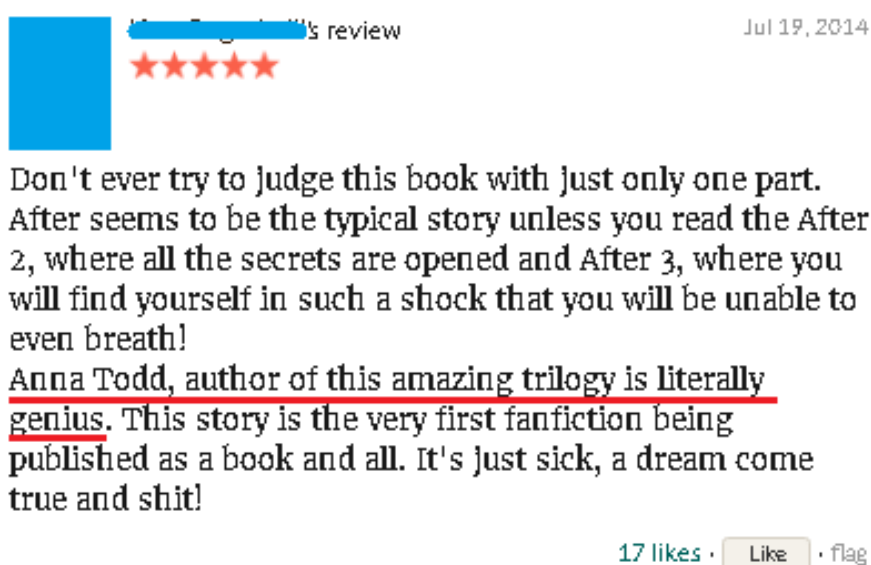 's review
Jul 19, 2014
Don't ever try to judge this book with just only one part.
After seems to be the typical story unless you read the After
2, where all the secrets are opened and After 3, where you
will find yourself in such a shock that you will be unable to
even breath!
Anna Todd, author of this amazing trilogy is literally
genius. This story is the very first fanfiction being
published as a book and all. It's just sick, a dream come
true and shit!
17 likes · Like · flag